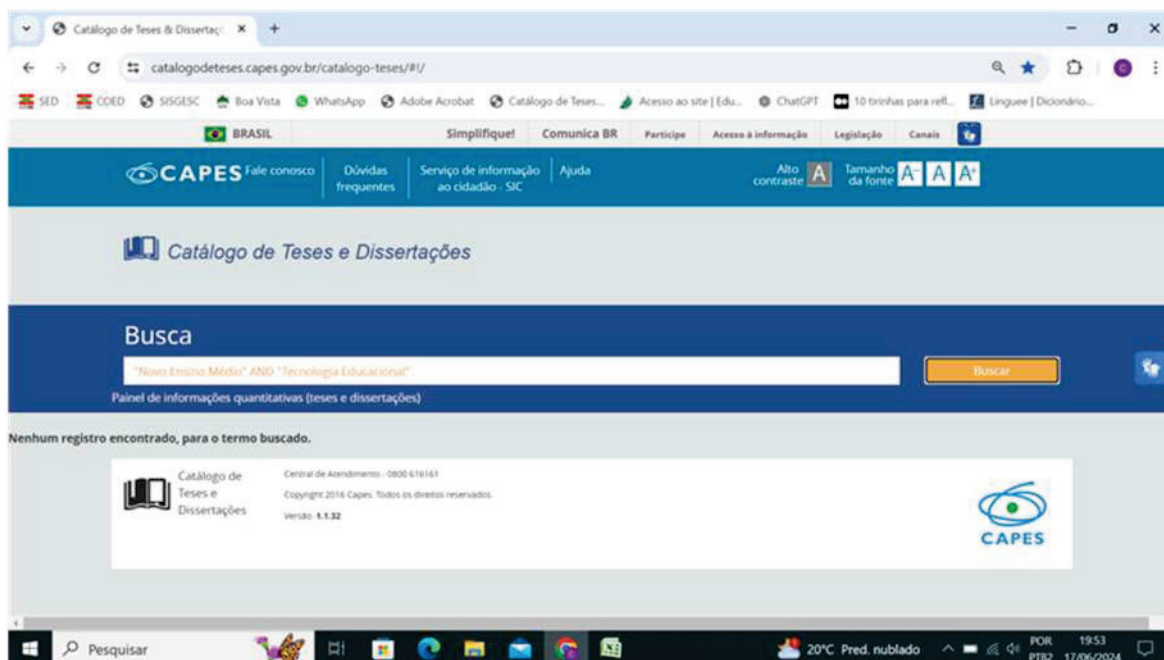 Catálogo de Teses & Dissertaç
catalogodeteses.capes.gov.br/catalogo-teses/#!/
SED COED SISGESC Boa Vista WhatsApp Adobe Acrobat Catálogo de Teses... Acesso ao site | Edu... ChatGPT 10 tirinhas para refl... Linguee | Dicionário...
BRASIL Simplifique! Comunica BR Participe Acesso à informação Legislação Canais
CAPES Fale conosco Dúvidas frequentes Serviço de informação ao cidadão - SIC Ajuda Alto contraste A Tamanho da fonte A- A A+
Catálogo de Teses e Dissertações
Busca
"Novo Ensino Médio" AND "Tecnologia Educacional" Buscar
Painel de informações quantitativas (teses e dissertações)
Nenhum registro encontrado, para o termo buscado.
Catálogo de
Teses e
Dissertações
Central de Atendimento - 0800 616161
Copyright 2016 Capes. Todos os direitos reservados.
Versão 1.1.32
CAPES
Pesquisar 20°C Pred. nublado POR 19:53
PTB2 17/06/2024